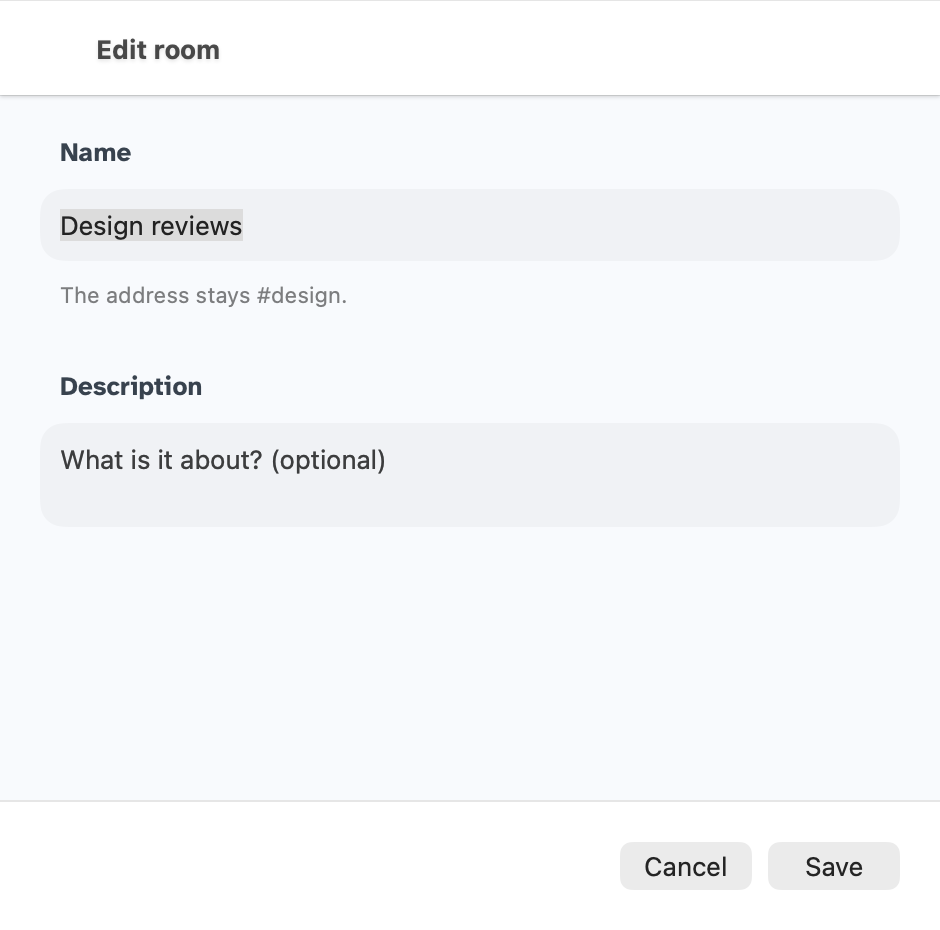 Edit room
Name
Design reviews
The address stays #design.
Description
What is it about? (optional)
Cancel
Save